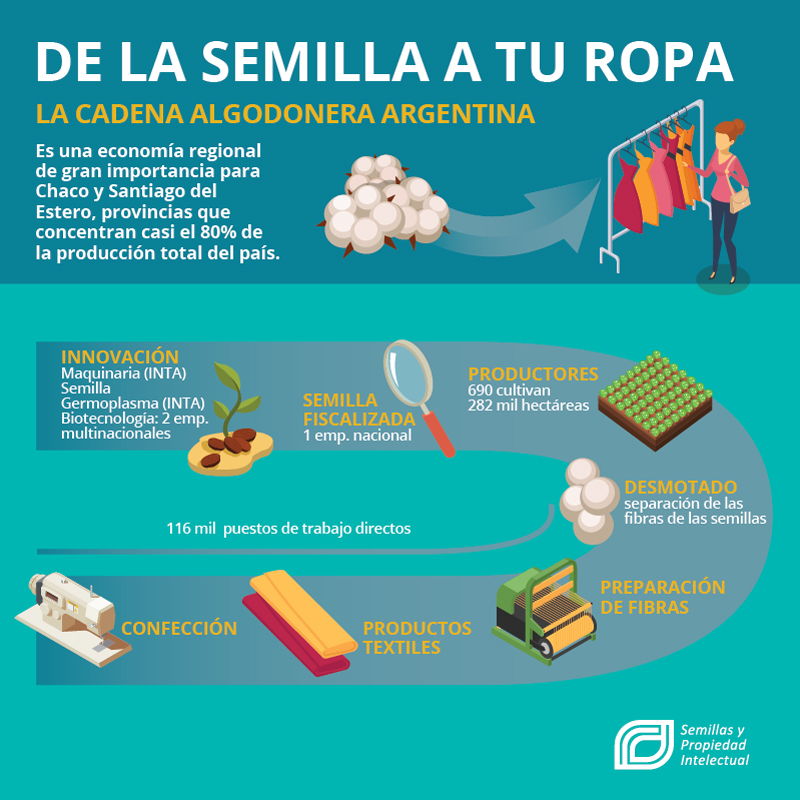 DE LA SEMILLA A TU ROPA
LA CADENA ALGODONERA ARGENTINA
Es una economía regional
de gran importancia para
Chaco y Santiago del
Estero, provincias que
concentran casi el 80% de
la producción total del país.
INNOVACIÓN
Maquinaria (INTA)
Semilla
Germoplasma (INTA)
Biotecnología: 2 emp.
multinacionales
SEMILLA
FISCALIZADA
1 emp. nacional
PRODUCTORES
690 cultivan
282 mil hectáreas
DESMOTADO
separación de las
fibras de las semillas
116 mil puestos de trabajo directos
PREPARACIÓN
DE FIBRAS
PRODUCTOS
TEXTILES
CONFECCIÓN
Semillas y
Propiedad
Intelectual